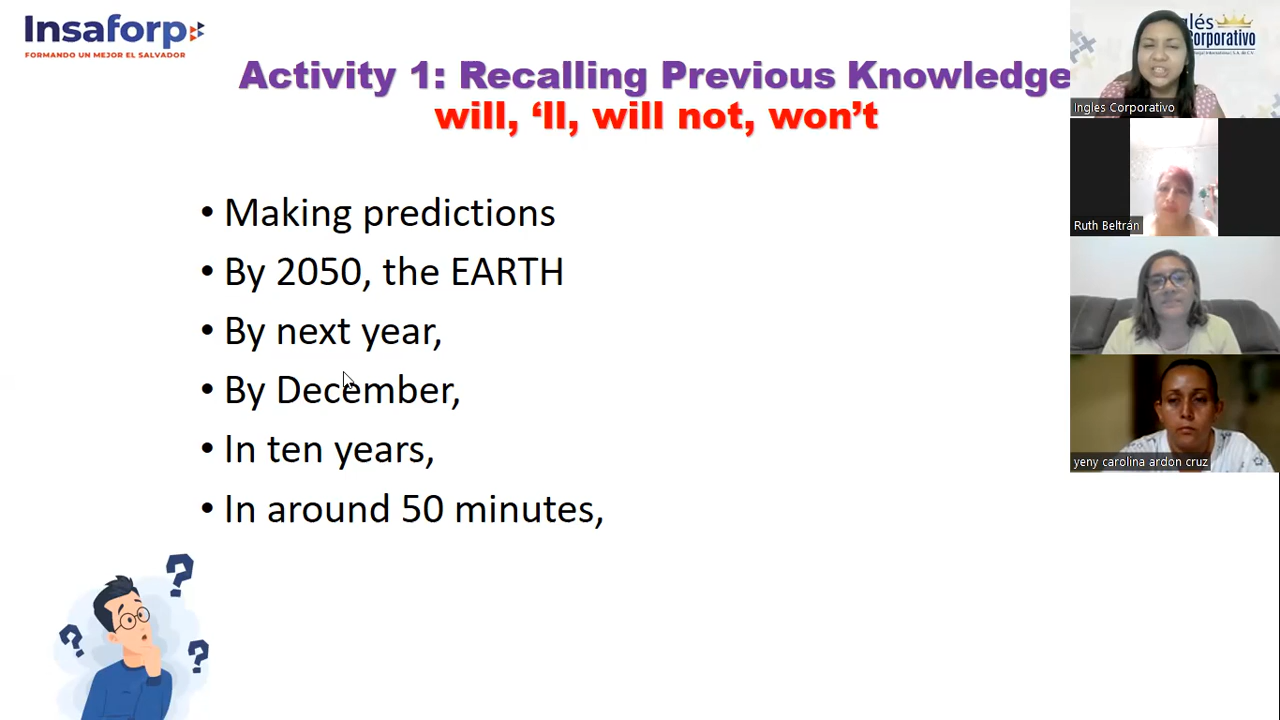 Insaforp
FORMANDO UN MEJOR EL SALVADOR
Activity 1: Recalling Previous Knowledge
will, ‘ll, will not, won’t
• Making predictions
• By 2050, the EARTH
• By next year,
• By December,
• In ten years,
• In around 50 minutes,
? ? ?
glés
Corporativo
Ingles Corporativo
Ruth Beltrán
yeny carolina ardon cruz